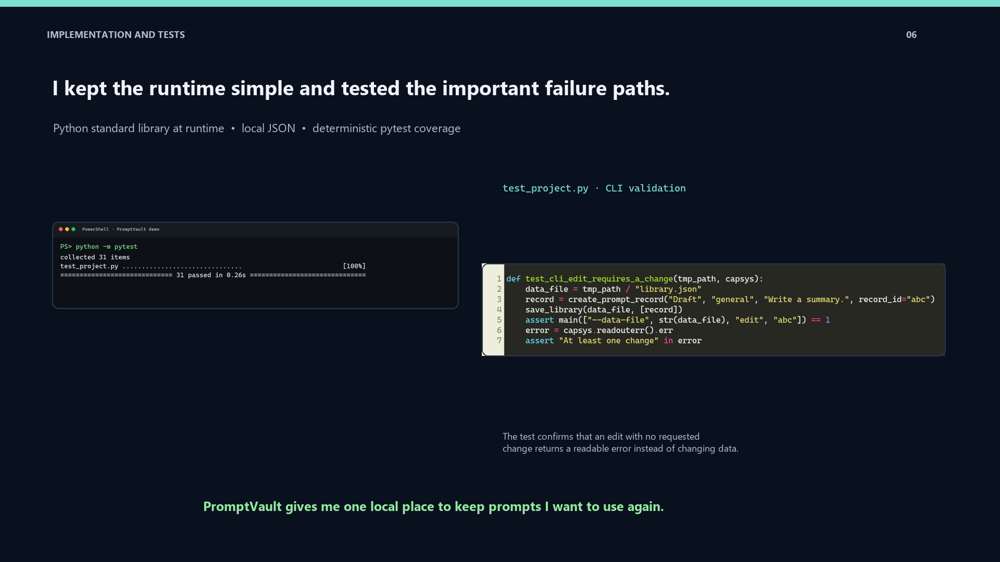 IMPLEMENTATION AND TESTS
06
I kept the runtime simple and tested the important failure paths.
Python standard library at runtime • local JSON • deterministic pytest coverage
PowerShell · PromptVault demo
PS> python -m pytest
collected 31 items
test_project.py ............................... [100%]
============================= 31 passed in 0.26s ==============================
test_project.py · CLI validation
1 def test_cli_edit_requires_a_change(tmp_path, capsys):
2     data_file = tmp_path / "library.json"
3     record = create_prompt_record("Draft", "general", "Write a summary.", record_id="abc")
4     save_library(data_file, [record])
5     assert main(["--data-file", str(data_file), "edit", "abc"]) == 1
6     error = capsys.readouterr().err
7     assert "At least one change" in error
The test confirms that an edit with no requested
change returns a readable error instead of changing data.
PromptVault gives me one local place to keep prompts I want to use again.